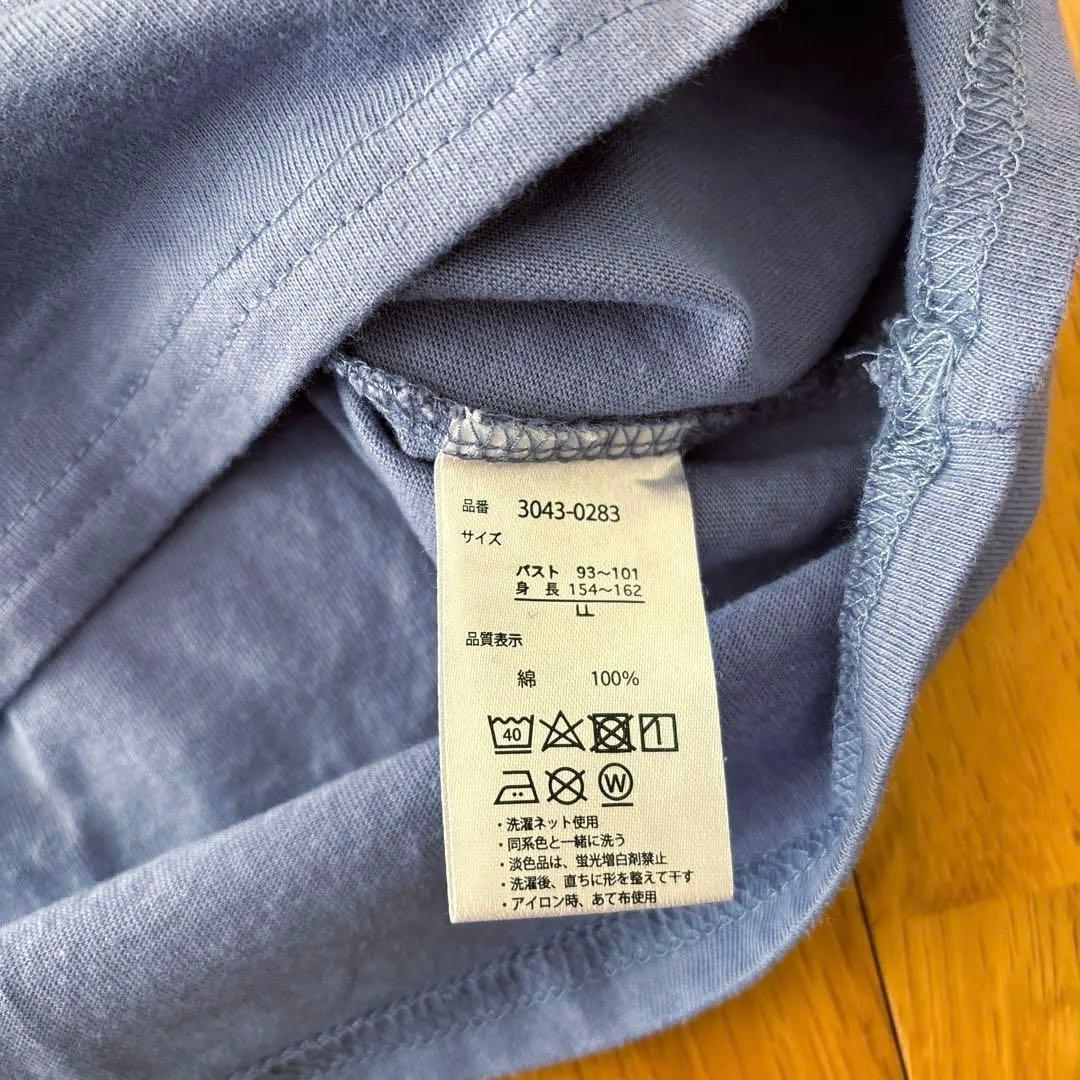 品番 3043-0283
サイズ
バスト 93〜101
身長 154〜162
LL
品質表示
綿 100%
40
W
・洗濯ネット使用
・同系色と一緒に洗う
・淡色品は、蛍光増白剤禁止
・洗濯後、直ちに形を整えて干す
・アイロン時、あて布使用